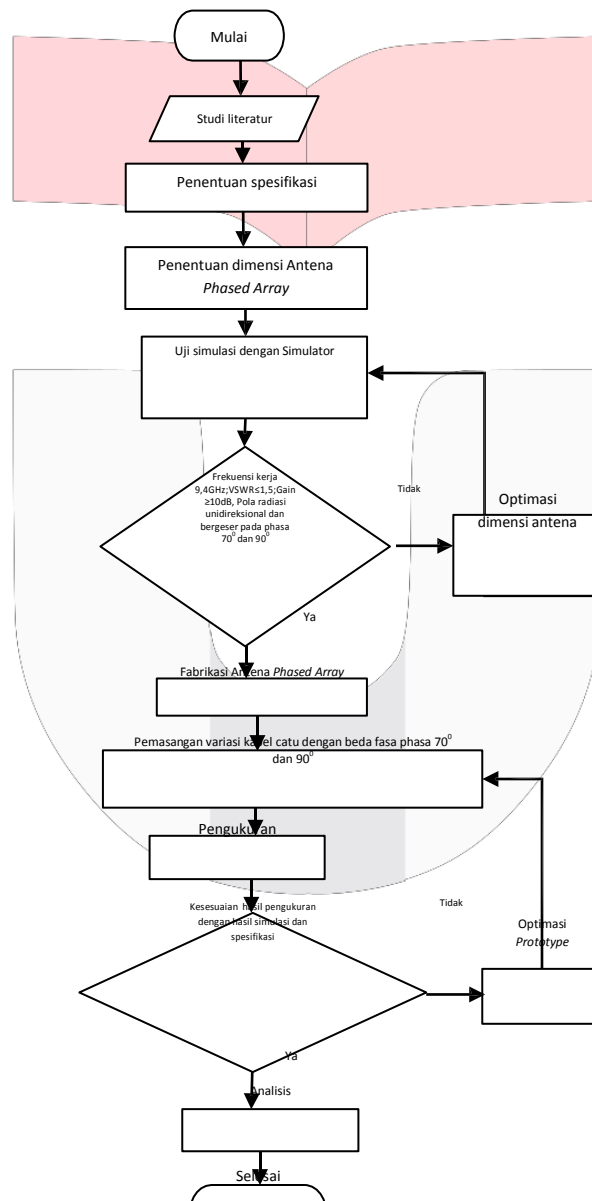 Mulai
Studi literatur
Penentuan spesifikasi
Penentuan dimensi Antena
Phased Array
Uji simulasi dengan Simulator
Frekuensi kerja
9,4GHz;VSWR≤1,5;Gain
≥10dB, Pola radiasi
unidireksional dan
bergeser pada phasa
70⁰ dan 90⁰
Tidak
Optimasi
dimensi antena
Ya
Fabrikasi Antena Phased Array
Pemasangan variasi kabel catu dengan beda fasa phasa 70⁰
dan 90⁰
Pengukuran
Kesesuaian hasil pengukuran
dengan hasil simulasi dan
spesifikasi
Tidak
Optimasi
Prototype
Ya
Analisis
Selesai